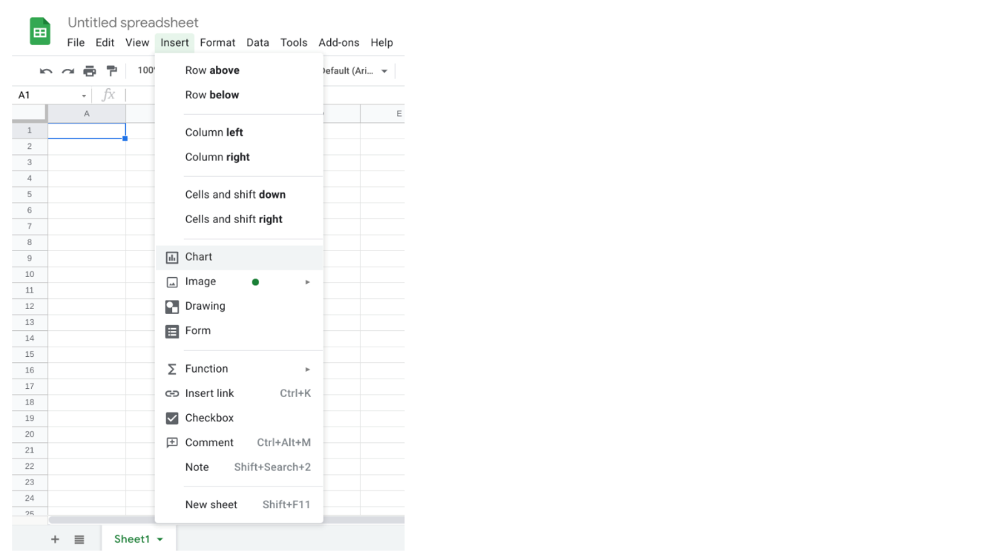 Untitled spreadsheet
File Edit View Insert Format Data Tools Add-ons Help
Default (Ari...
A1 fx
A E
1
2
3
4
5
6
7
8
9
10
11
12
13
14
15
16
17
18
19
20
21
22
23
24
25
Row above
Row below
Column left
Column right
Cells and shift down
Cells and shift right
Chart
Image
Drawing
Form
Function
Insert link Ctrl+K
Checkbox
Comment Ctrl+Alt+M
Note Shift+Search+2
New sheet Shift+F11
Sheet1